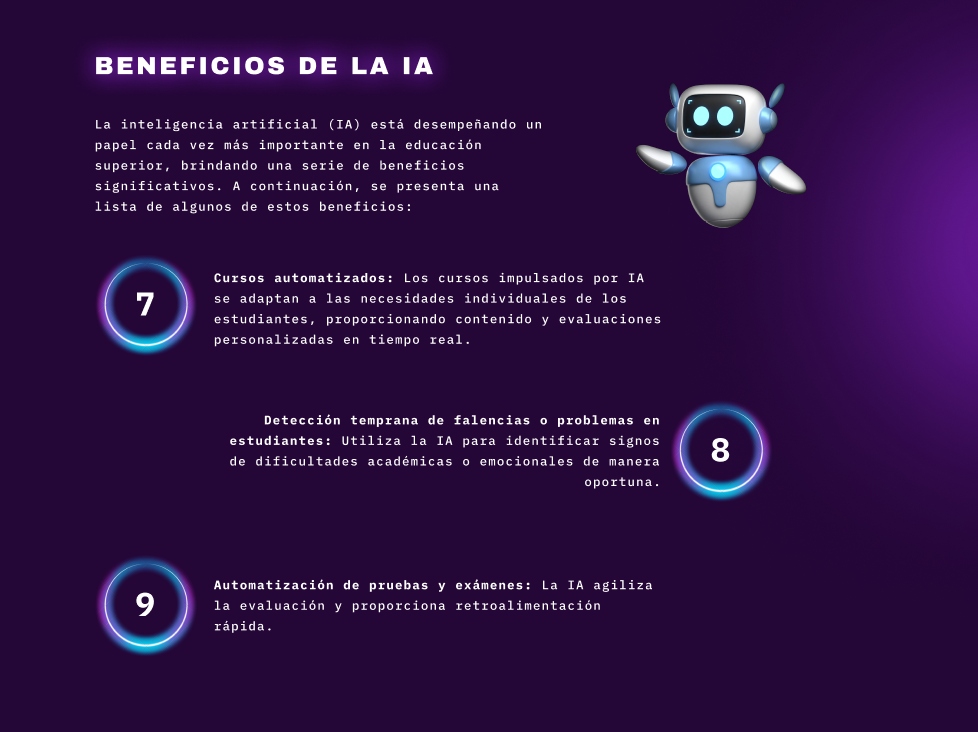 BENEFICIOS DE LA IA
La inteligencia artificial (IA) está desempeñando un
papel cada vez más importante en la educación
superior, brindando una serie de beneficios
significativos. A continuación, se presenta una
lista de algunos de estos beneficios:
7
Cursos automatizados: Los cursos impulsados por IA
se adaptan a las necesidades individuales de los
estudiantes, proporcionando contenido y evaluaciones
personalizadas en tiempo real.
Detección temprana de falencias o problemas en
estudiantes: Utiliza la IA para identificar signos
de dificultades académicas o emocionales de manera
oportuna.
8
9
Automatización de pruebas y exámenes: La IA agiliza
la evaluación y proporciona retroalimentación
rápida.